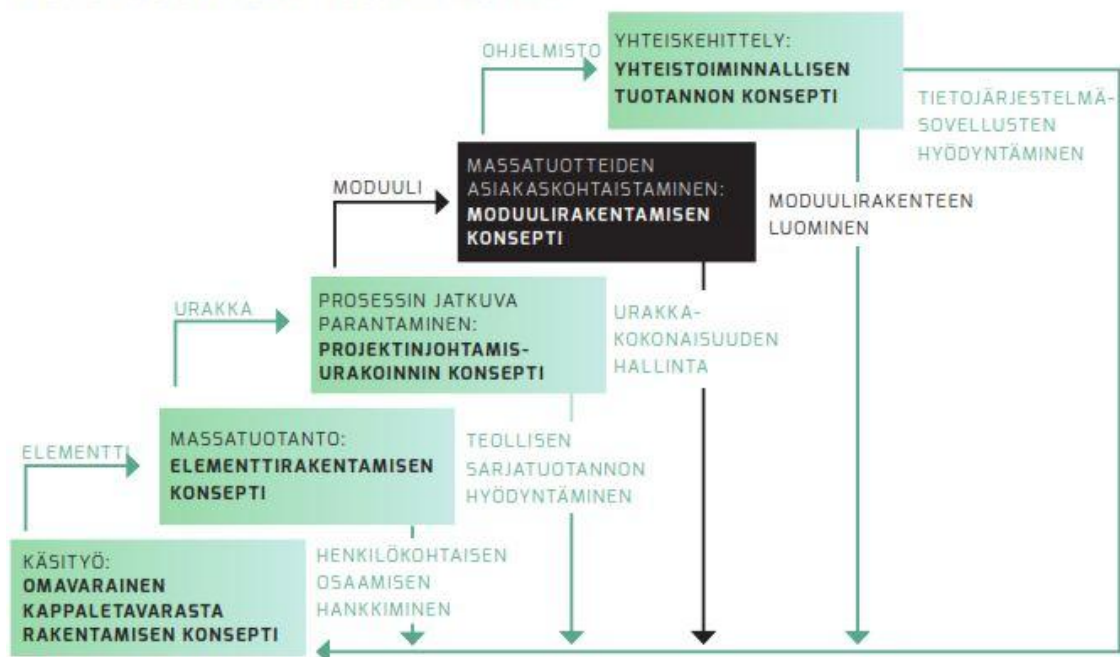 OHJELMISTO
YHTEISKEHITTELY:
YHTEISTOIMINNALLISEN
TUOTANNON KONSEPTI
TIETOJÄRJESTELMÄ-
SOVELLUSTEN
HYÖDYNTÄMINEN
MODUULI
MASSATUOTTEIDEN
ASIAKASKOHTAISTAMINEN:
MODUULIRAKENTAMISEN
KONSEPTI
MODUULIRAKENTEEN
LUOMINEN
URAKKA
PROSESSIN JATKUVA
PARANTAMINEN:
PROJEKTINJOHTAMIS-
URAKOINNIN KONSEPTI
URAKKA-
KOKONAISUUDEN
HALLINTA
ELEMENTTI
MASSATUOTANTO:
ELEMENTTIRAKENTAMISEN
KONSEPTI
TEOLLISEN
SARJATUOTANNON
HYÖDYNTÄMINEN
KÄSITYÖ:
OMAVARAINEN
KAPPALETAVARASTA
RAKENTAMISEN KONSEPTI
HENKILÖKOHTAISEN
OSAAMISEN
HANKKIMINEN